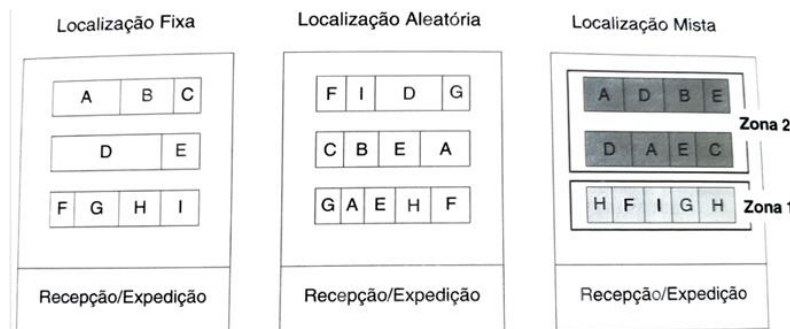 Localização Fixa
A B C
D E
F G H I
Recepção/Expedição
Localização Aleatória
F I D G
C B E A
G A E H F
Recepção/Expedição
Localização Mista
A D B E
Zona 2
D A E C
H F I G H
Zona 1
Recepção/Expedição